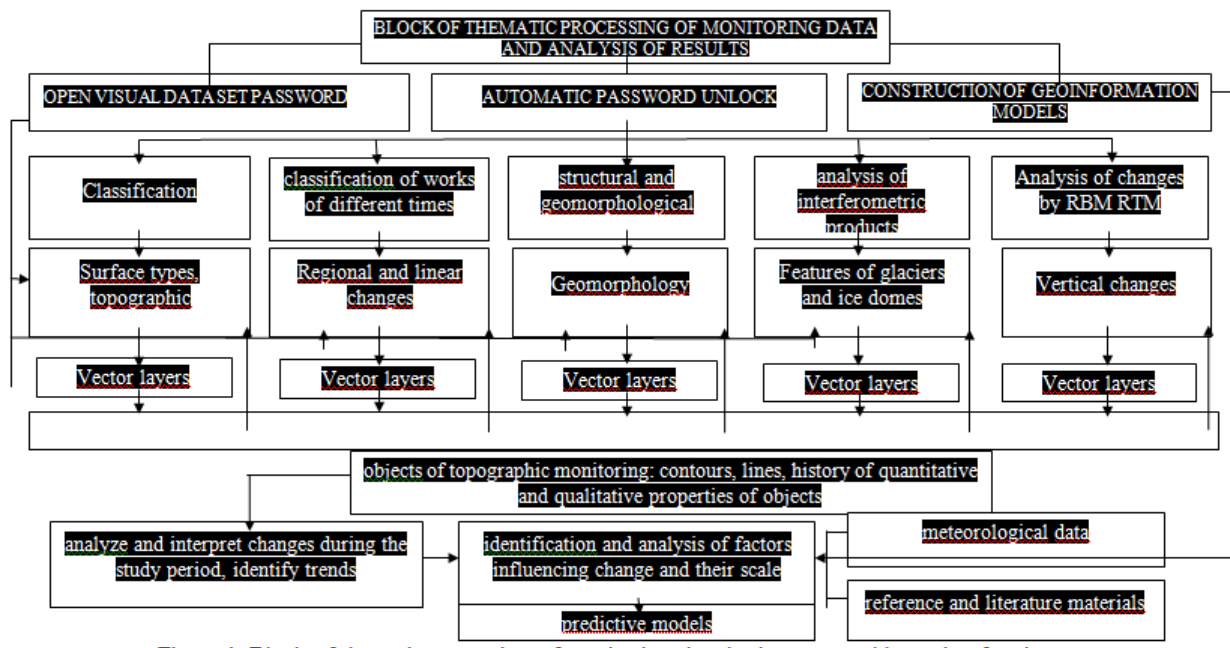 BLOCK OF THEMATIC PROCESSING OF MONITORING DATA
AND ANALYSIS OF RESULTS
OPEN VISUAL DATA SET PASSWORD
AUTOMATIC PASSWORD UNLOCK
CONSTRUCTION OF GEOINFORMATION
MODELS
Classification
classification of works
of different times
structural and
geomorphological
analysis of
interferometric
products
Analysis of changes
by RBM RTM
Surface types,
topographic
Regional and linear
changes
Geomorphology
Features of glaciers
and ice domes
Vertical changes
Vector layers
Vector layers
Vector layers
Vector layers
Vector layers
objects of topographic monitoring: contours, lines, history of quantitative
and qualitative properties of objects
analyze and interpret changes during the
study period, identify trends
identification and analysis of factors
influencing change and their scale
predictive models
meteorological data
reference and literature materials